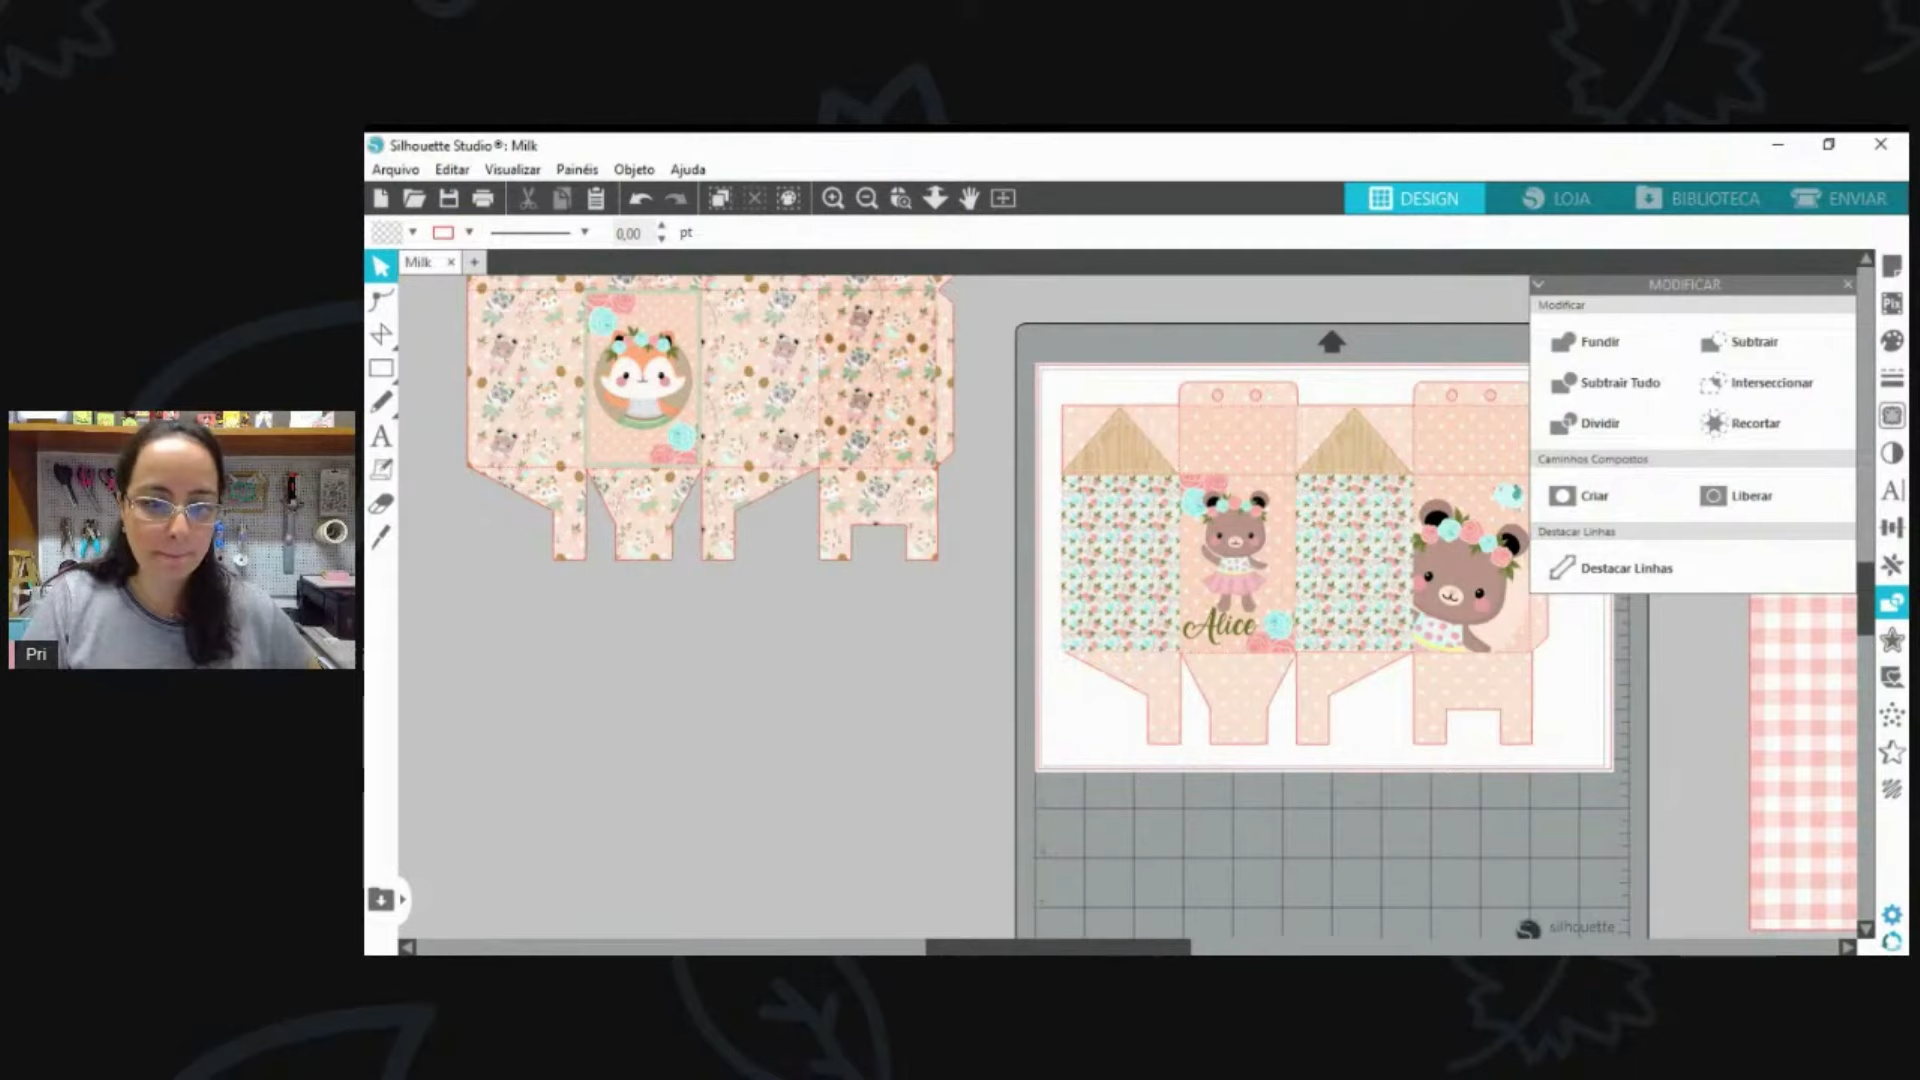 Silhouette Studio®: Milk
Arquivo Editar Visualizar Painéis Objeto Ajuda
DESIGN LOJA BIBLIOTECA ENVIAR
0,00 pt
Milk
MODIFICAR
Modificar
Fundir Subtrair
Subtrair Tudo Interseccionar
Dividir Recortar
Caminhos Compostos
Criar Liberar
Destacar Linhas
Destacar Linhas
Alice
Pri
silhouette